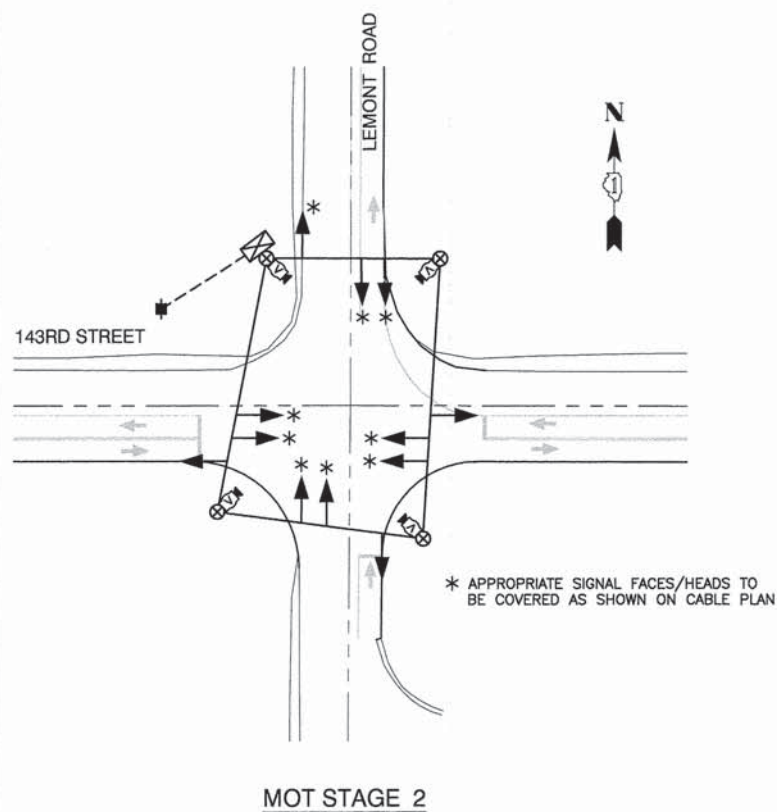 LEMONT ROAD
N
1
143RD STREET
* APPROPRIATE SIGNAL FACES/HEADS TO
BE COVERED AS SHOWN ON CABLE PLAN
MOT STAGE 2